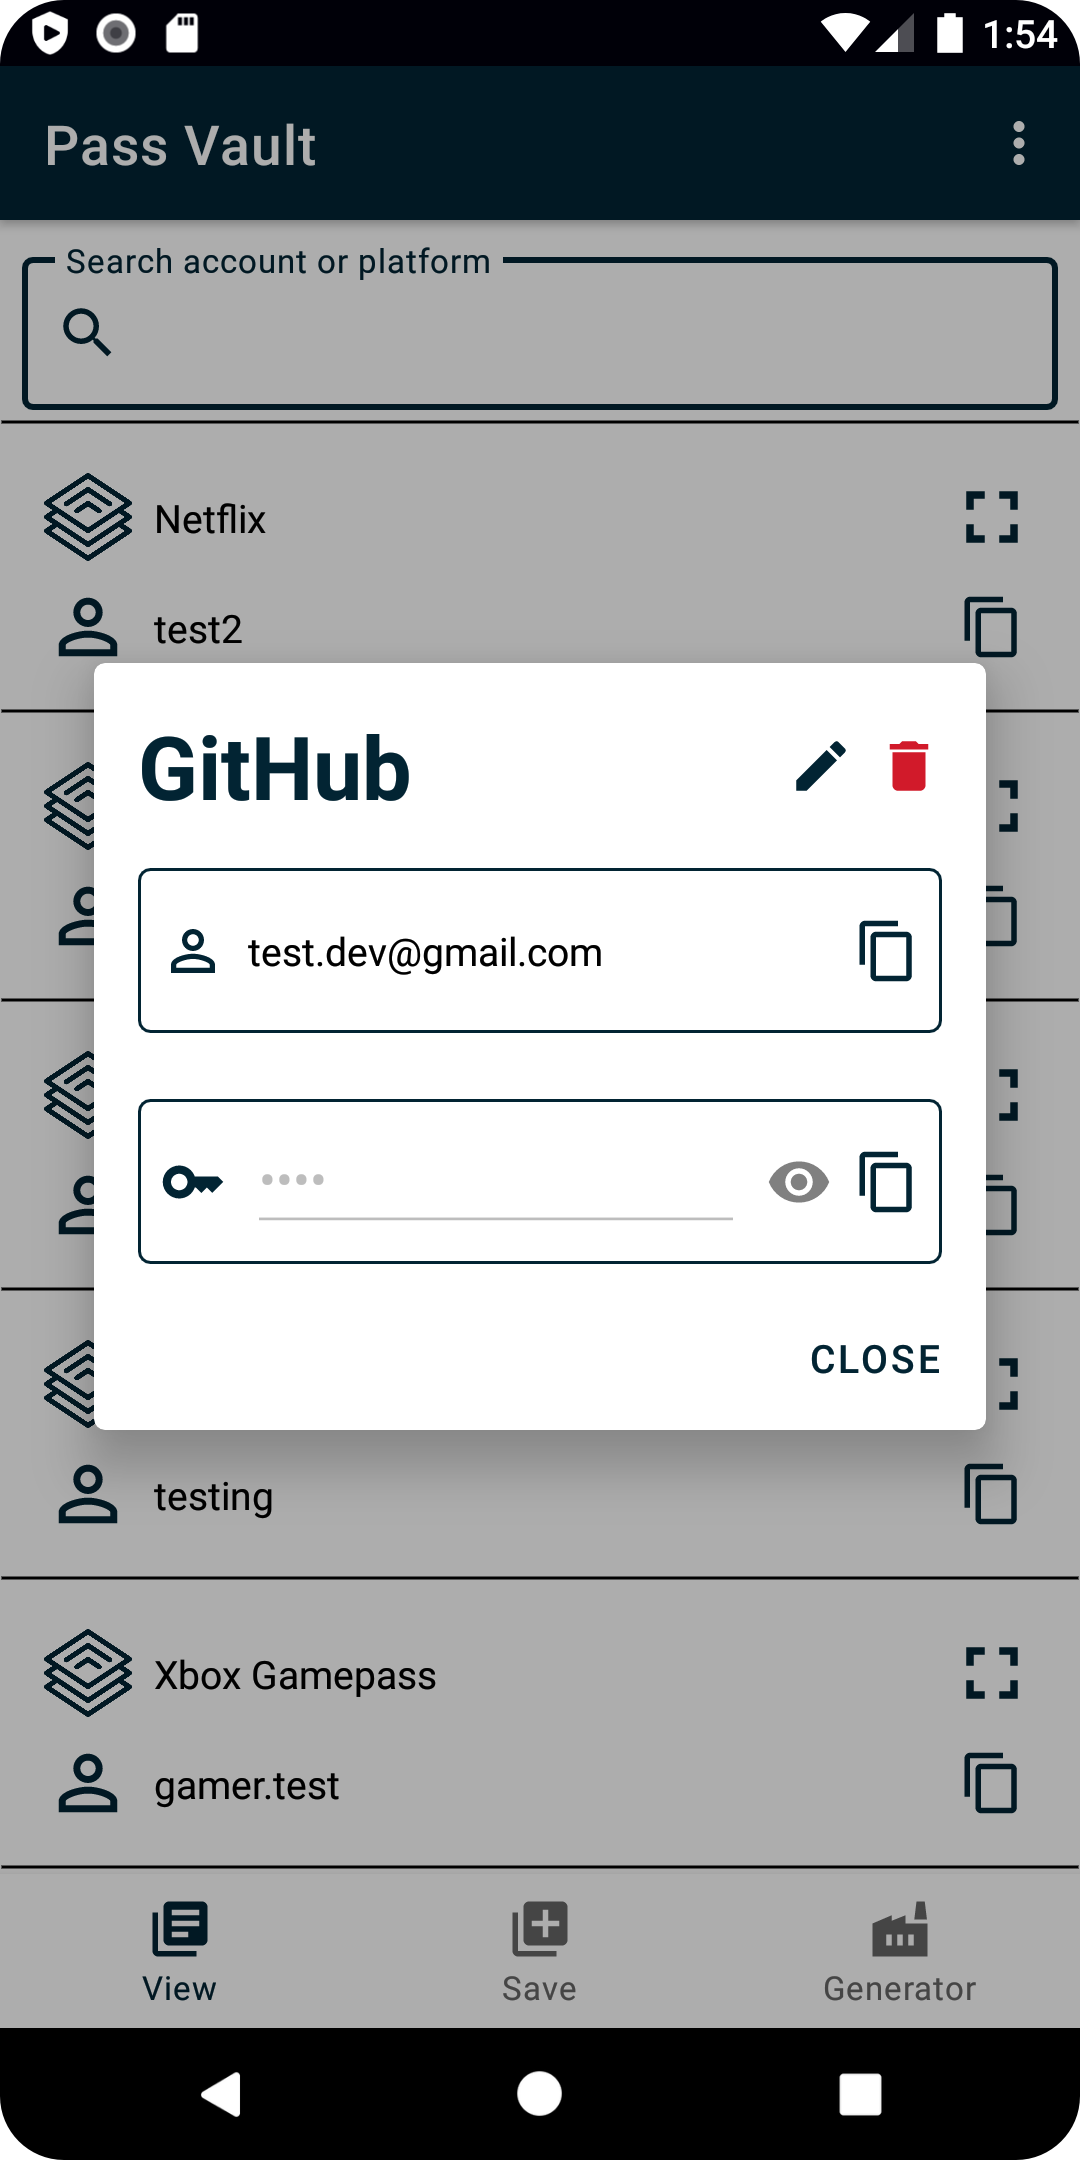 1:54
Pass Vault
Search account or platform
Netflix
test2
GitHub
test.dev@gmail.com
••••
CLOSE
testing
Xbox Gamepass
gamer.test
View
Save
Generator